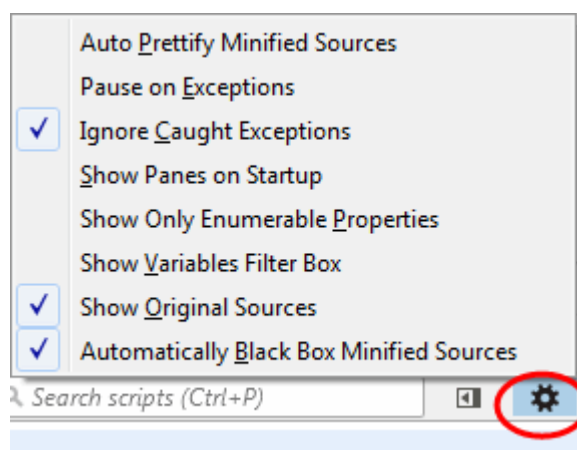 Auto Prettify Minified Sources
Pause on Exceptions
Ignore Caught Exceptions
Show Panes on Startup
Show Only Enumerable Properties
Show Variables Filter Box
Show Original Sources
Automatically Black Box Minified Sources
Search scripts (Ctrl+P)